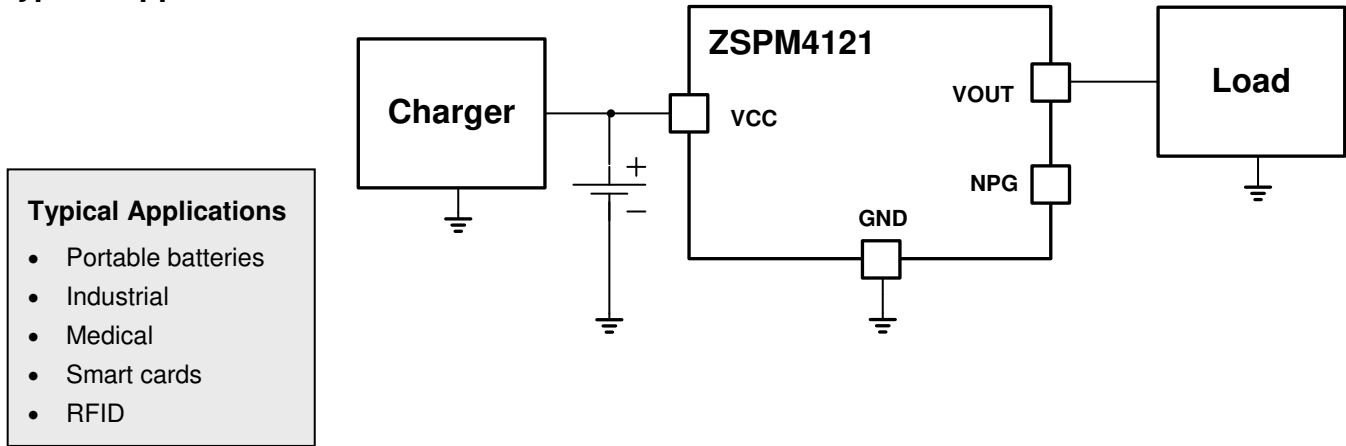 ZSPM4121
Charger
VCC
VOUT
NPG
GND
Load
+
–
Typical Applications
• Portable batteries
• Industrial
• Medical
• Smart cards
• RFID